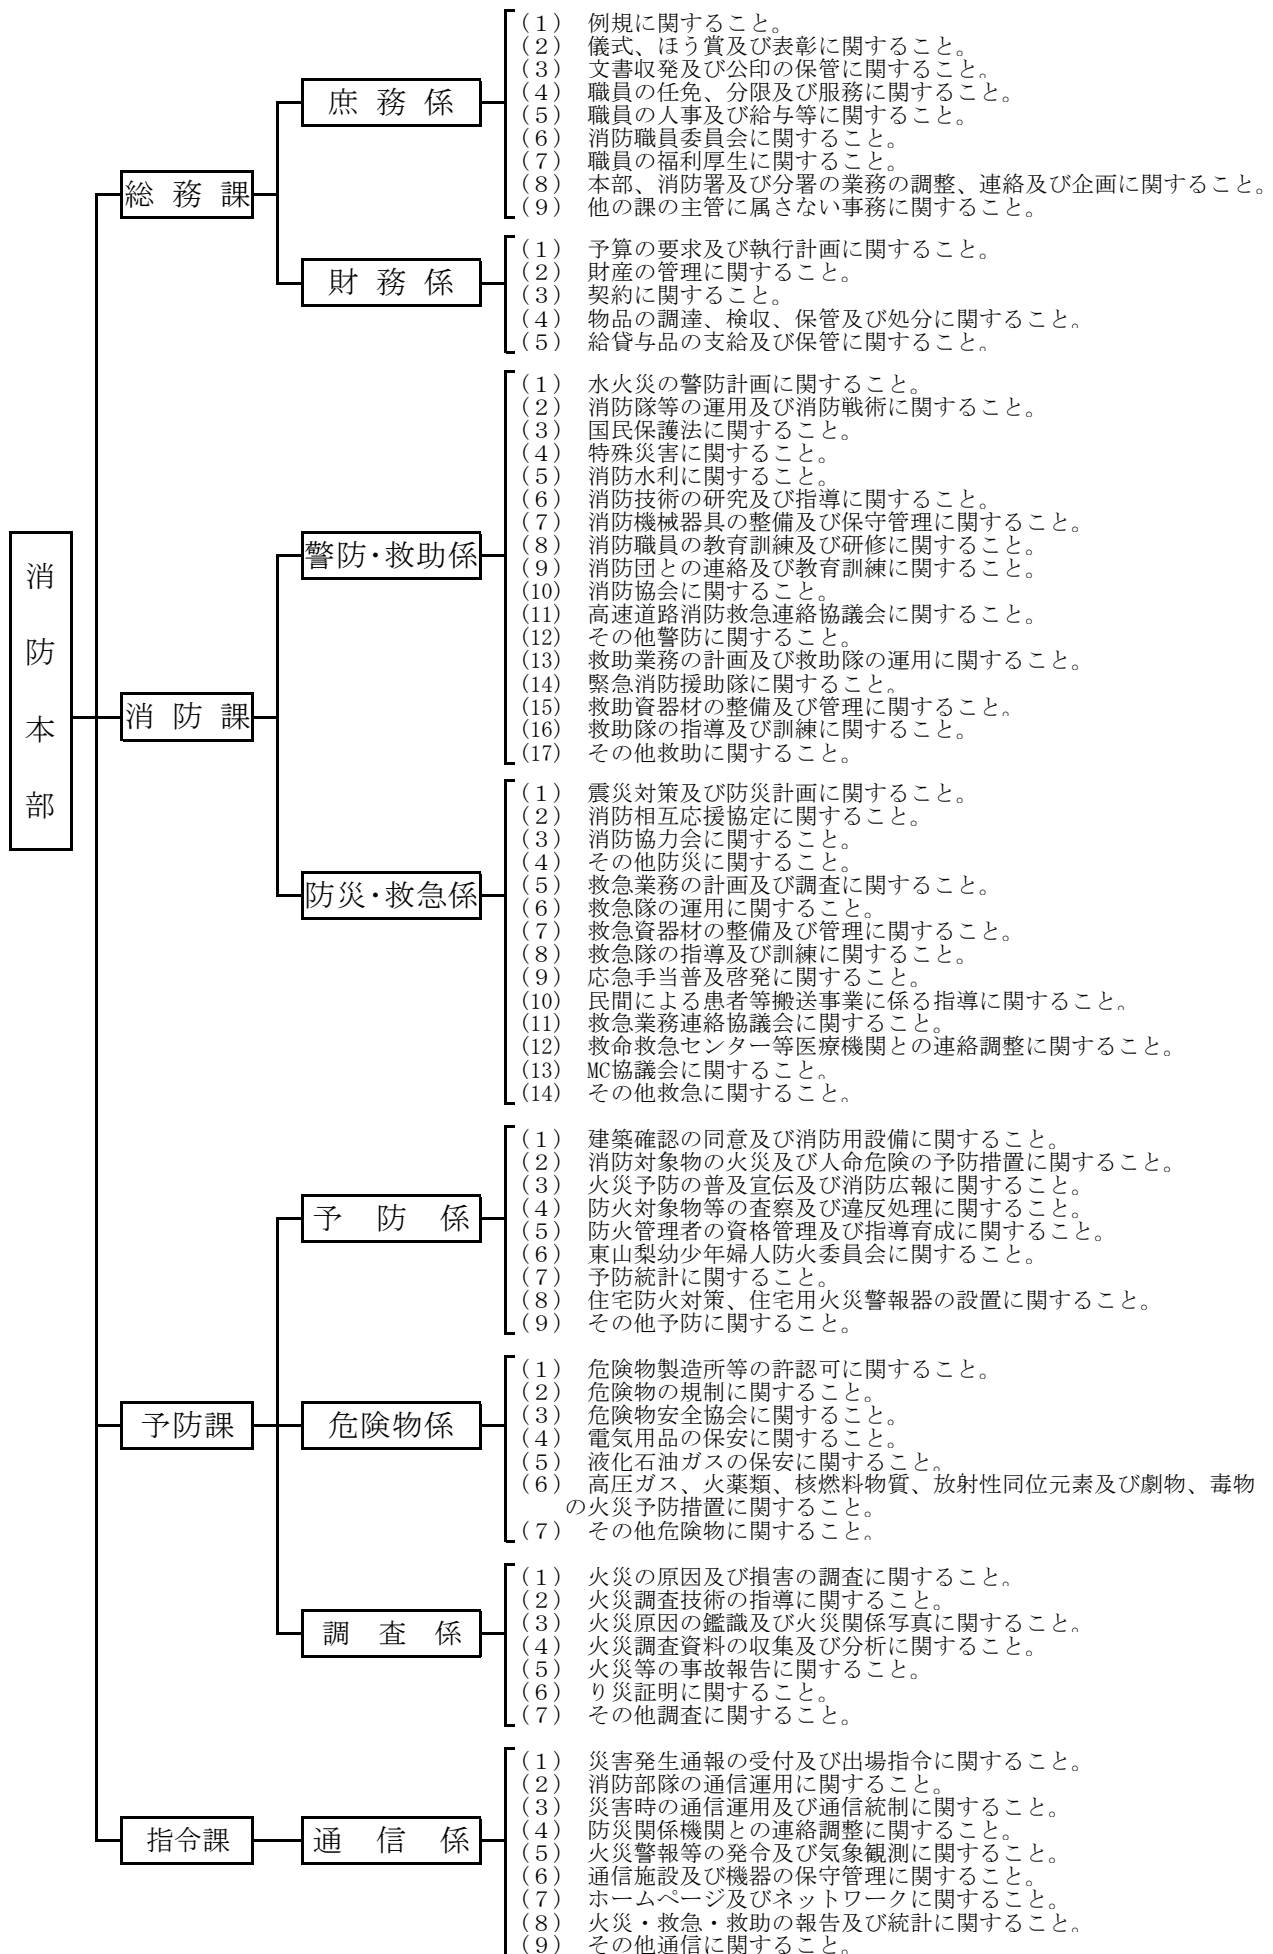 消防本部
総務課
庶務係
(1) 例規に関すること。
(2) 儀式、ほう賞及び表彰に関すること。
(3) 文書収発及び公印の保管に関すること。
(4) 職員の任免、分限及び服務に関すること。
(5) 職員の人事及び給与等に関すること。
(6) 消防職員委員会に関すること。
(7) 職員の福利厚生に関すること。
(8) 本部、消防署及び分署の業務の調整、連絡及び企画に関すること。
(9) 他の課の主管に属さない事務に関すること。
財務係
(1) 予算の要求及び執行計画に関すること。
(2) 財産の管理に関すること。
(3) 契約に関すること。
(4) 物品の調達、検収、保管及び処分に関すること。
(5) 給貸与品の支給及び保管に関すること。
消防課
警防・救助係
(1) 水火災の警防計画に関すること。
(2) 消防隊等の運用及び消防戦術に関すること。
(3) 国民保護法に関すること。
(4) 特殊災害に関すること。
(5) 消防水利に関すること。
(6) 消防技術の研究及び指導に関すること。
(7) 消防機械器具の整備及び保守管理に関すること。
(8) 消防職員の教育訓練及び研修に関すること。
(9) 消防団との連絡及び教育訓練に関すること。
(10) 消防協会に関すること。
(11) 高速道路消防救急連絡協議会に関すること。
(12) その他警防に関すること。
(13) 救助業務の計画及び救助隊の運用に関すること。
(14) 緊急消防援助隊に関すること。
(15) 救助資器材の整備及び管理に関すること。
(16) 救助隊の指導及び訓練に関すること。
(17) その他救助に関すること。
防災・救急係
(1) 震災対策及び防災計画に関すること。
(2) 消防相互応援協定に関すること。
(3) 消防協力会に関すること。
(4) その他防災に関すること。
(5) 救急業務の計画及び調査に関すること。
(6) 救急隊の運用に関すること。
(7) 救急資器材の整備及び管理に関すること。
(8) 救急隊の指導及び訓練に関すること。
(9) 応急手当普及啓発に関すること。
(10) 民間による患者等搬送事業に係る指導に関すること。
(11) 救急業務連絡協議会に関すること。
(12) 救命救急センター等医療機関との連絡調整に関すること。
(13) MC協議会に関すること。
(14) その他救急に関すること。
予防課
予防係
(1) 建築確認の同意及び消防用設備に関すること。
(2) 消防対象物の火災及び人命危険の予防措置に関すること。
(3) 火災予防の普及宣伝及び消防広報に関すること。
(4) 防火対象物等の査察及び違反処理に関すること。
(5) 防火管理者の資格管理及び指導育成に関すること。
(6) 東山梨幼少年婦人防火委員会に関すること。
(7) 予防統計に関すること。
(8) 住宅防火対策、住宅用火災警報器の設置に関すること。
(9) その他予防に関すること。
危険物係
(1) 危険物製造所等の許認可に関すること。
(2) 危険物の規制に関すること。
(3) 危険物安全協会に関すること。
(4) 電気用品の保安に関すること。
(5) 液化石油ガスの保安に関すること。
(6) 高圧ガス、火薬類、核燃料物質、放射性同位元素及び劇物、毒物
の火災予防措置に関すること。
(7) その他危険物に関すること。
調査係
(1) 火災の原因及び損害の調査に関すること。
(2) 火災調査技術の指導に関すること。
(3) 火災原因の鑑識及び火災関係写真に関すること。
(4) 火災調査資料の収集及び分析に関すること。
(5) 火災等の事故報告に関すること。
(6) り災証明に関すること。
(7) その他調査に関すること。
指令課
通信係
(1) 災害発生通報の受付及び出場指令に関すること。
(2) 消防部隊の通信運用に関すること。
(3) 災害時の通信運用及び通信統制に関すること。
(4) 防災関係機関との連絡調整に関すること。
(5) 火災警報等の発令及び気象観測に関すること。
(6) 通信施設及び機器の保守管理に関すること。
(7) ホームページ及びネットワークに関すること。
(8) 火災・救急・救助の報告及び統計に関すること。
(9) その他通信に関すること。